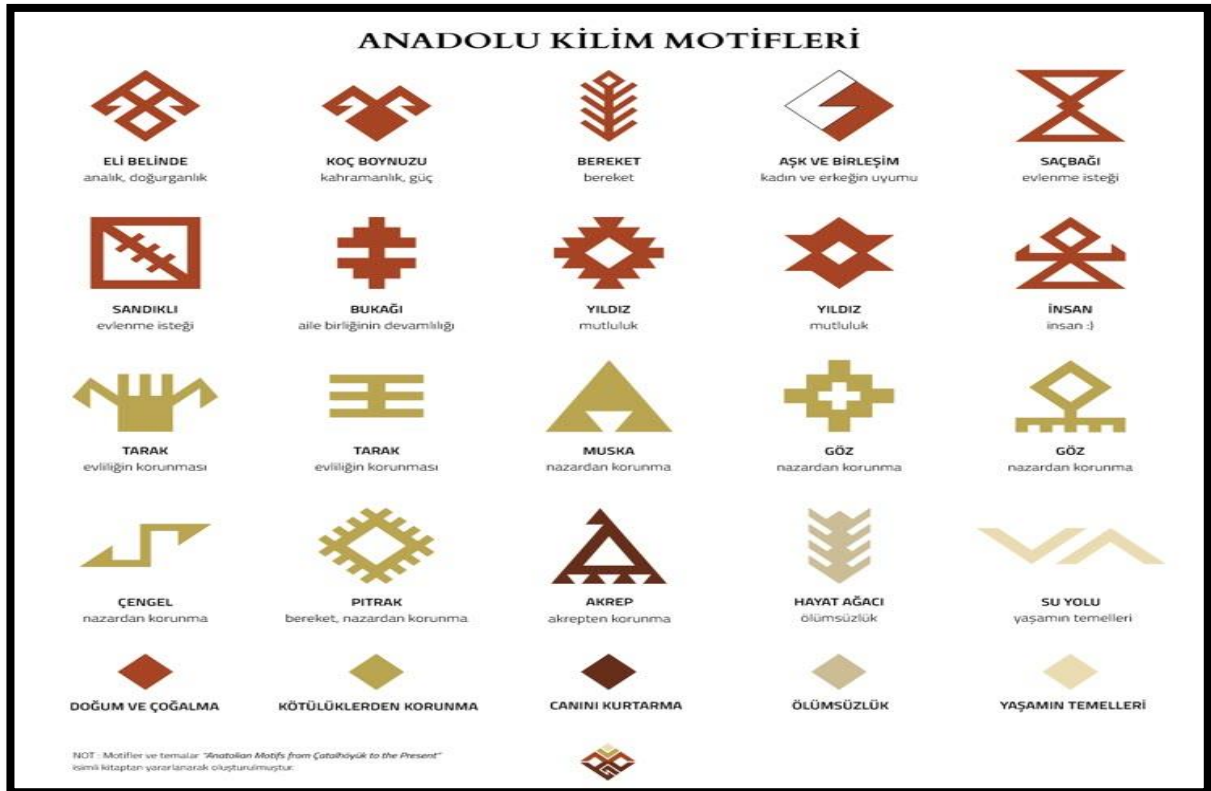 ANADOLU KİLİM MOTİFLERİ
ELİ BELİNDE
analık, doğurganlık
KOÇ BOYNUZU
kahramanlık, güç
BEREKET
bereket
AŞK VE BİRLEŞİM
kadın ve erkeğin uyumu
SAÇBAĞI
evlenme isteği
SANDIKLI
evlenme isteği
BUKAĞI
aile birliğinin devamlılığı
YILDIZ
mutluluk
YILDIZ
mutluluk
İNSAN
insan :)
TARAK
evliliğin korunması
TARAK
evliliğin korunması
MUSKA
nazardan korunma
GÖZ
nazardan korunma
GÖZ
nazardan korunma
ÇENGEL
nazardan korunma
PITRAK
bereket, nazardan korunma
AKREP
akrepten korunma
HAYAT AĞACI
ölümsüzlük
SU YOLU
yaşamın temelleri
DOĞUM VE ÇOĞALMA
KÖTÜLÜKLERDEN KORUNMA
CANINI KURTARMA
ÖLÜMSÜZLÜK
YAŞAMIN TEMELLERİ
NOT : Motifler ve temalar "Anatolian Motifs from Çatalhöyük to the Present"
isimli kitaptan yararlanarak oluşturulmuştur.